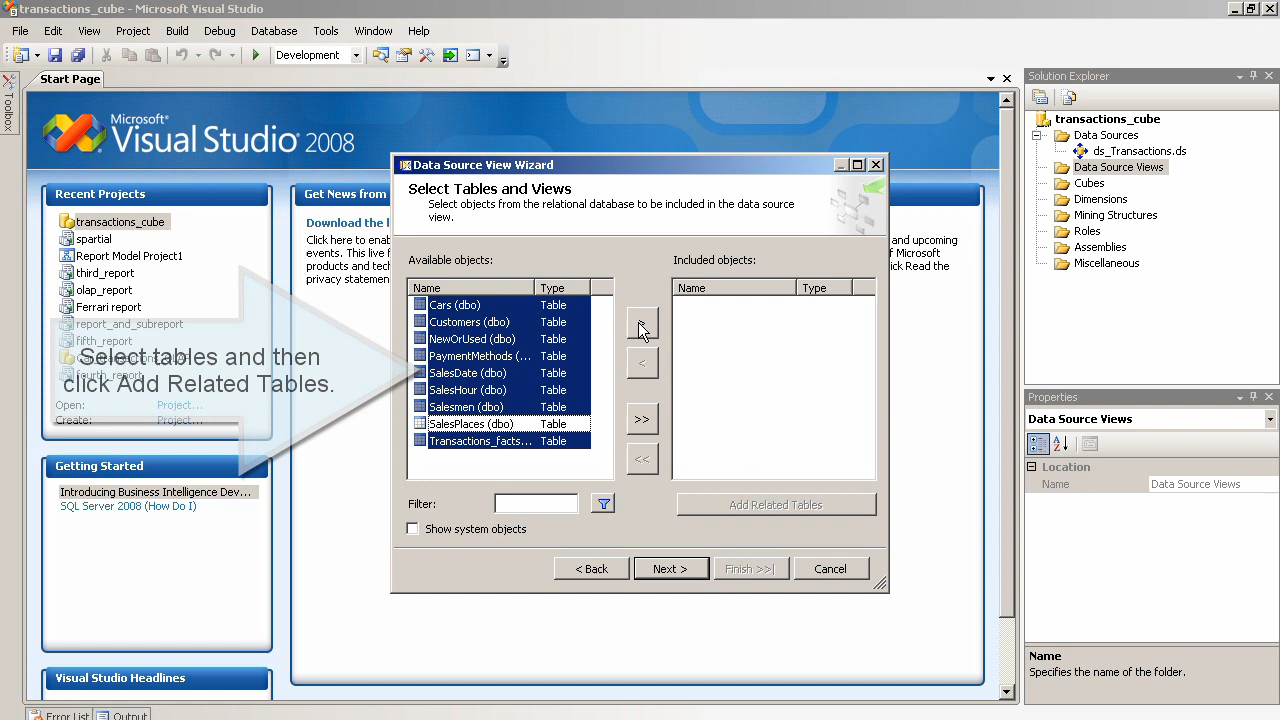 transactions_cube - Microsoft Visual Studio
File Edit View Project Build Debug Database Tools Window Help
Development
Toolbox
Start Page
Microsoft®
Visual Studio® 2008
Recent Projects
transactions_cube
spartial
Report Model Project1
third_report
olap_report
Ferrari report
report_and_subreport
fifth_report
fourth_report
Open: Project...
Create: Project...
Select tables and then
click Add Related Tables.
Getting Started
Introducing Business Intelligence Dev...
SQL Server 2008 (How Do I)
Visual Studio Headlines
Get News from
Download the l
Click here to enab
events. This live f
products and tech
privacy statemen
and upcoming
of Microsoft
ck Read the
Data Source View Wizard
Select Tables and Views
Select objects from the relational database to be included in the data source
view.
Available objects:
Name Type
Cars (dbo) Table
Customers (dbo) Table
NewOrUsed (dbo) Table
PaymentMethods (... Table
SalesDate (dbo) Table
SalesHour (dbo) Table
Salesmen (dbo) Table
SalesPlaces (dbo) Table
Transactions_facts... Table
>
<
>>
<<
Included objects:
Name Type
Filter:
Add Related Tables
Show system objects
< Back Next > Finish >>| Cancel
Solution Explorer
transactions_cube
Data Sources
ds_Transactions.ds
Data Source Views
Cubes
Dimensions
Mining Structures
Roles
Assemblies
Miscellaneous
Properties
Data Source Views
Location
Name Data Source Views
Name
Specifies the name of the folder.
Error List Output